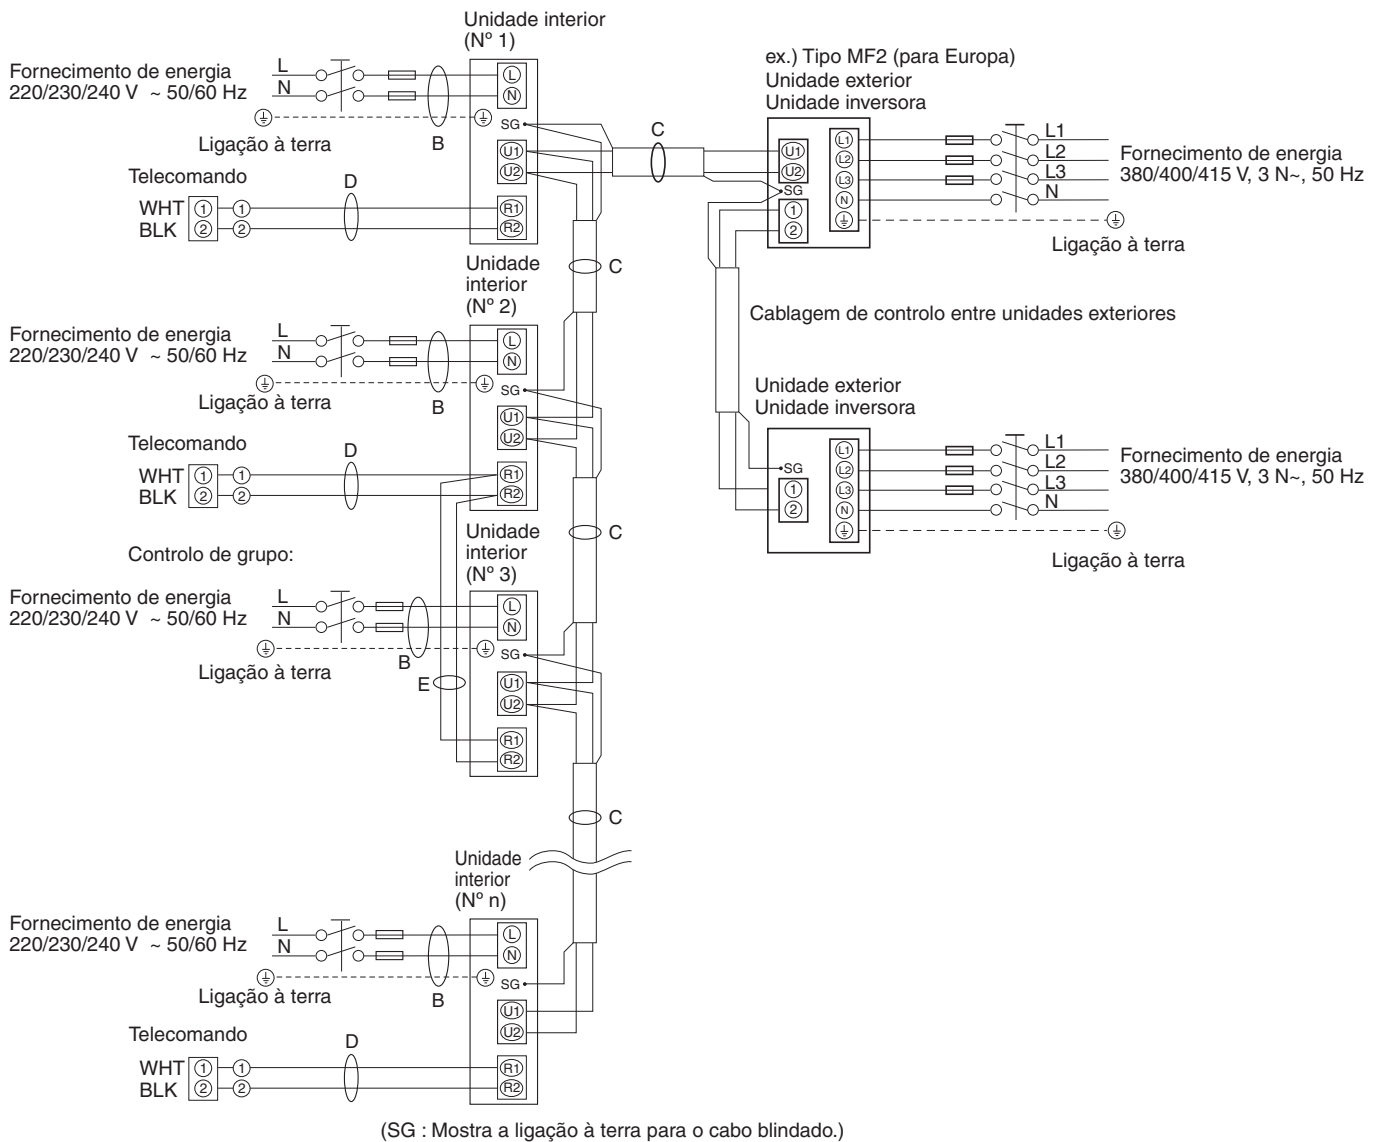 Unidade interior
(Nº 1)
Fornecimento de energia
220/230/240 V ~ 50/60 Hz
L
N
Ligação à terra
B
L
N
SG
U1
U2
R1
R2
Telecomando
WHT 1 1
BLK 2 2
D
C
ex.) Tipo MF2 (para Europa)
Unidade exterior
Unidade inversora
U1
U2
SG
1
2
L1
L2
L3
N
L1
L2
L3
N
Fornecimento de energia
380/400/415 V, 3 N~, 50 Hz
Ligação à terra
C
Unidade
interior
(Nº 2)
Fornecimento de energia
220/230/240 V ~ 50/60 Hz
L
N
Ligação à terra
B
L
N
SG
U1
U2
R1
R2
Telecomando
WHT 1 1
BLK 2 2
D
Cablagem de controlo entre unidades exteriores
Unidade exterior
Unidade inversora
SG
1
2
L1
L2
L3
N
L1
L2
L3
N
Fornecimento de energia
380/400/415 V, 3 N~, 50 Hz
Ligação à terra
C
Unidade
interior
(Nº 3)
Controlo de grupo:
Fornecimento de energia
220/230/240 V ~ 50/60 Hz
L
N
Ligação à terra
B
E
L
N
SG
U1
U2
R1
R2
C
Unidade
interior
(Nº n)
Fornecimento de energia
220/230/240 V ~ 50/60 Hz
L
N
Ligação à terra
B
L
N
SG
U1
U2
R1
R2
Telecomando
WHT 1 1
BLK 2 2
D
(SG : Mostra a ligação à terra para o cabo blindado.)